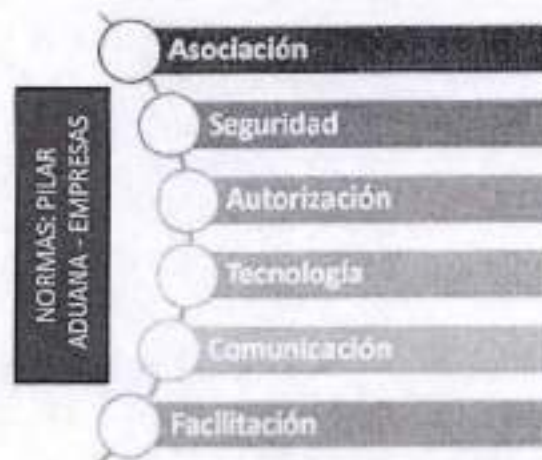 NORMAS: PILAR
ADUANA - EMPRESAS
Asociación
Seguridad
Autorización
Tecnología
Comunicación
Facilitación